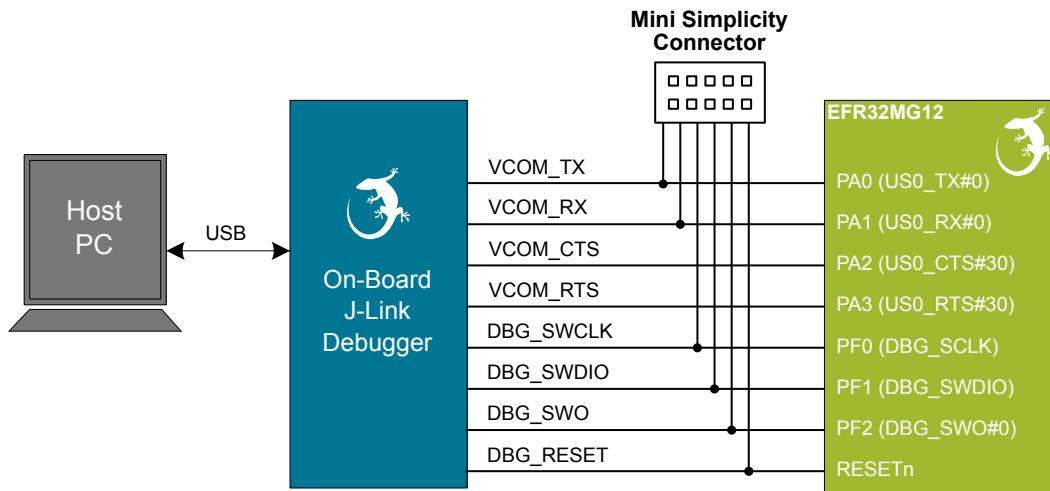 Mini Simplicity
Connector
EFR32MG12
Host
PC
USB
On-Board
J-Link
Debugger
VCOM_TX
PA0 (US0_TX#0)
VCOM_RX
PA1 (US0_RX#0)
VCOM_CTS
PA2 (US0_CTS#30)
VCOM_RTS
PA3 (US0_RTS#30)
DBG_SWCLK
PF0 (DBG_SCLK)
DBG_SWDIO
PF1 (DBG_SWDIO)
DBG_SWO
PF2 (DBG_SWO#0)
DBG_RESET
RESETn